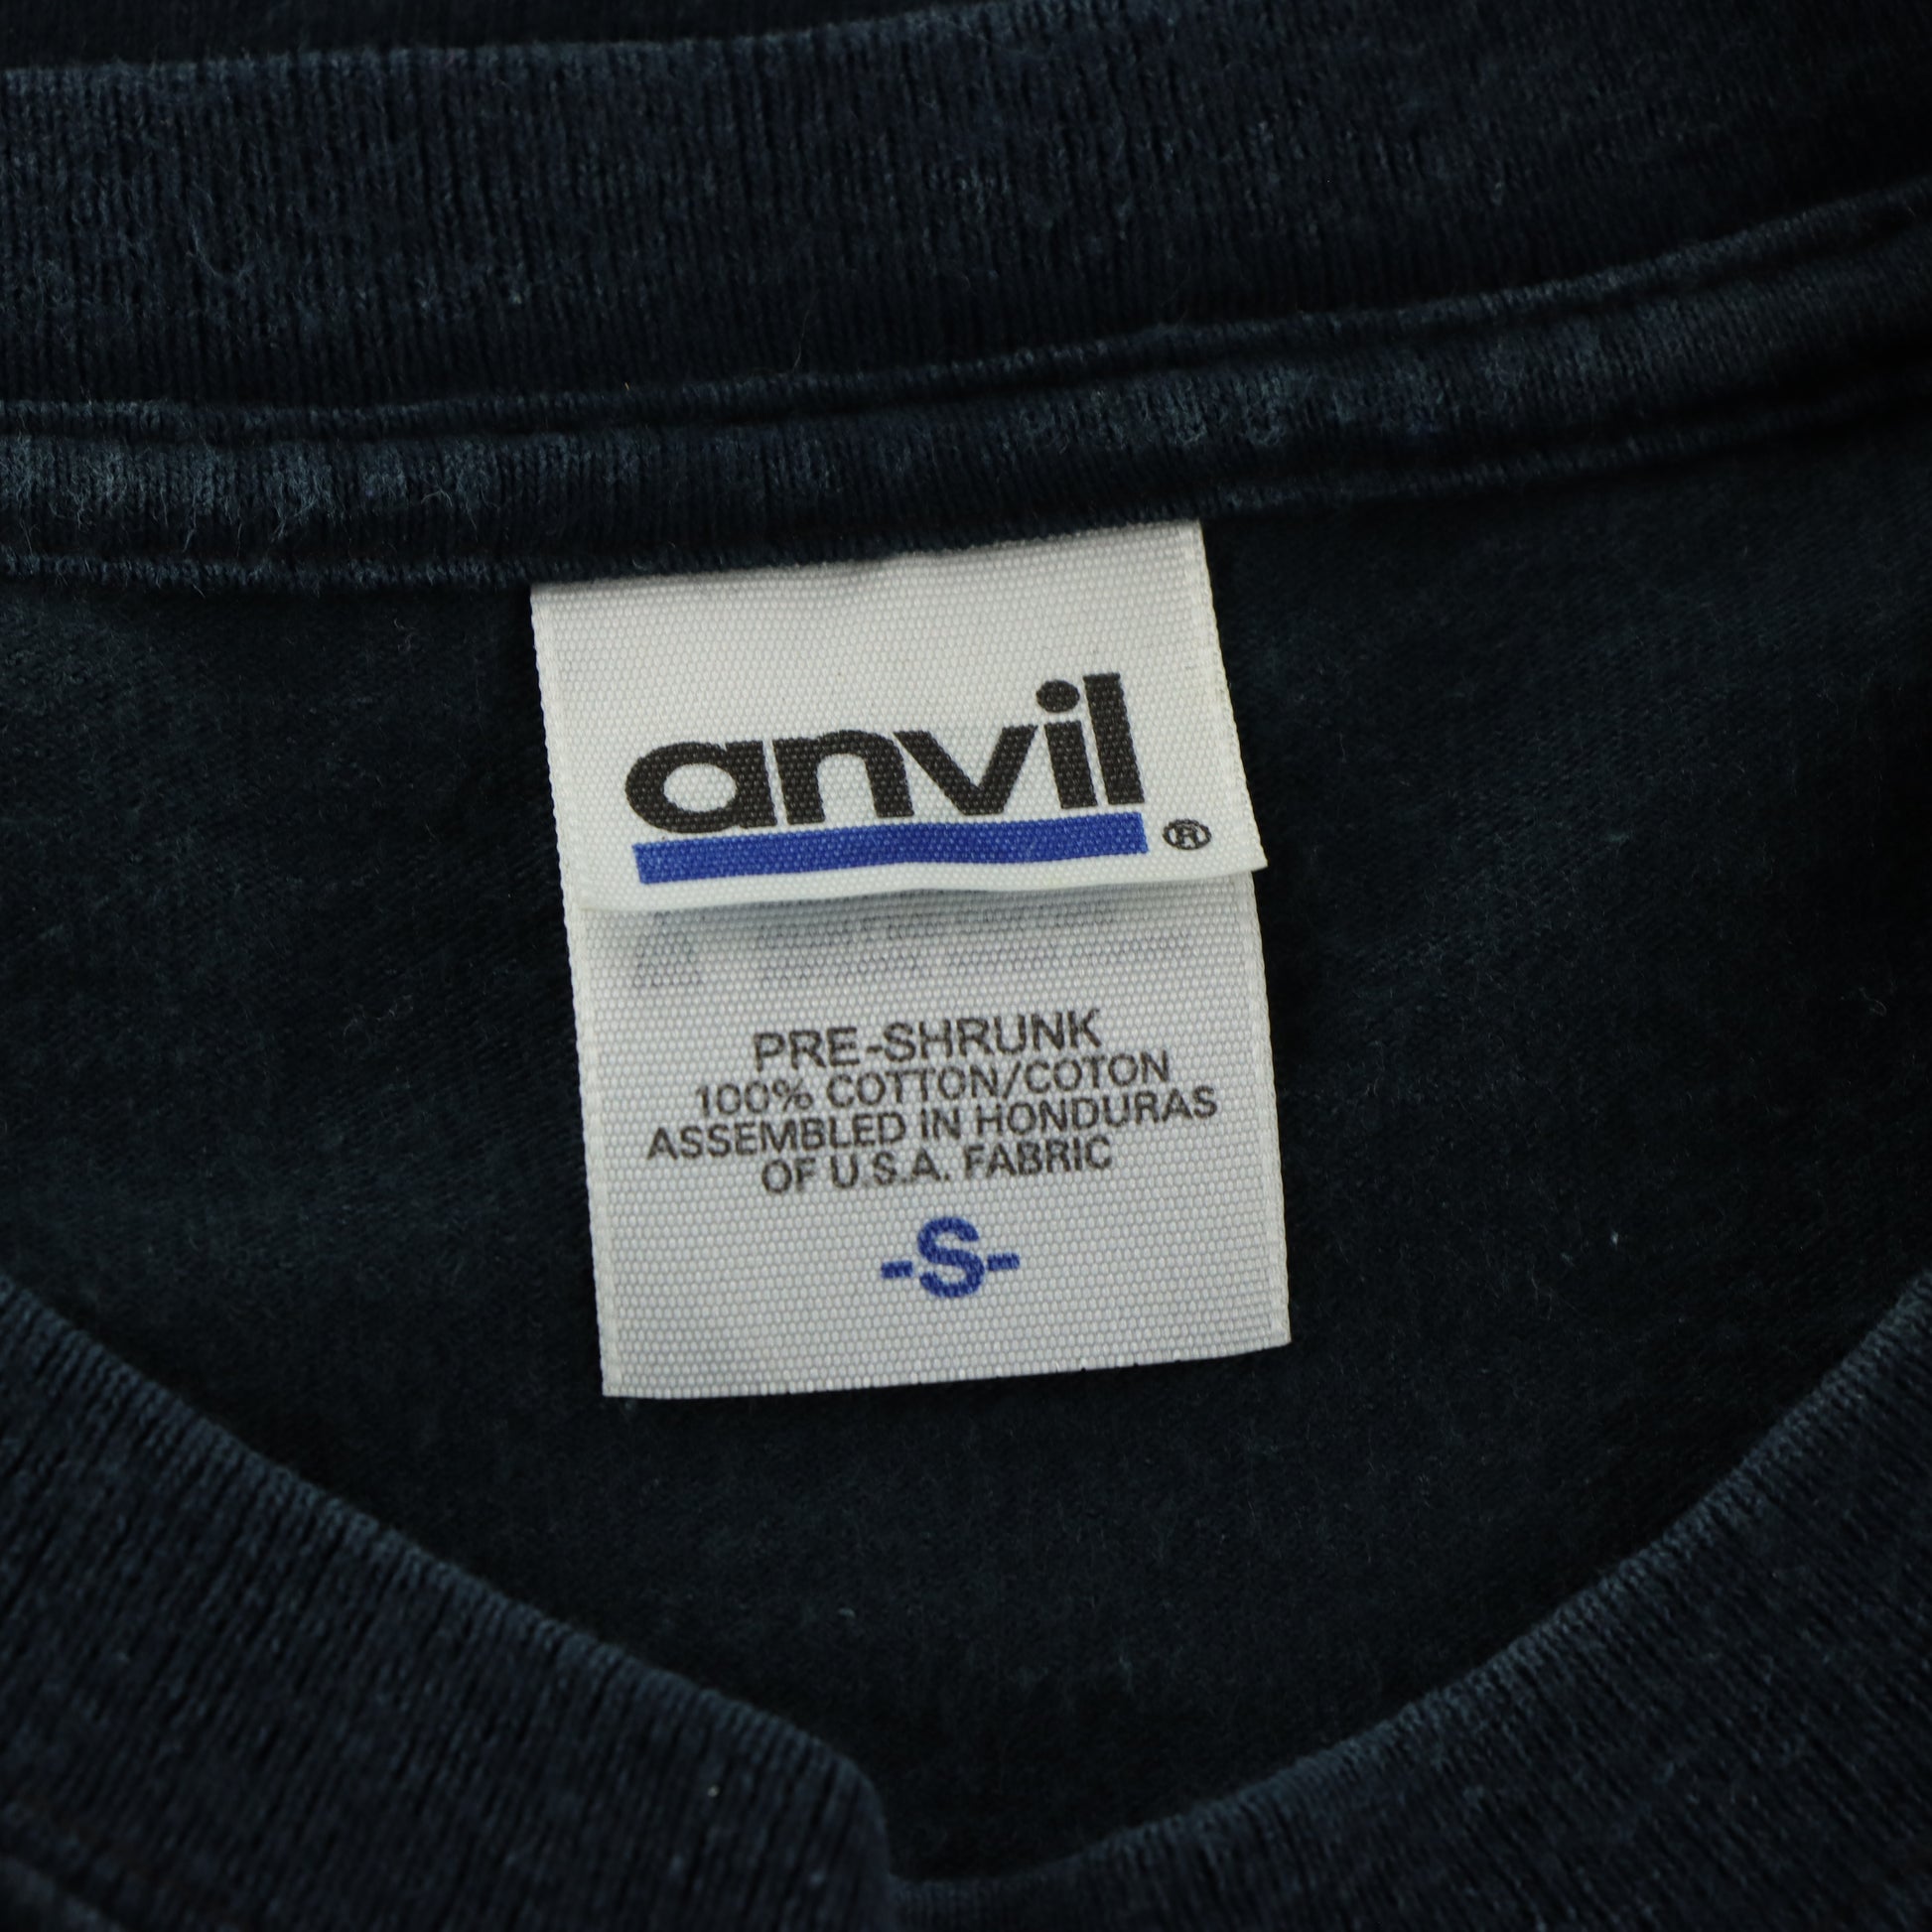 anvil
®
PRE-SHRUNK
100% COTTON/COTON
ASSEMBLED IN HONDURAS
OF U.S.A. FABRIC
-S-